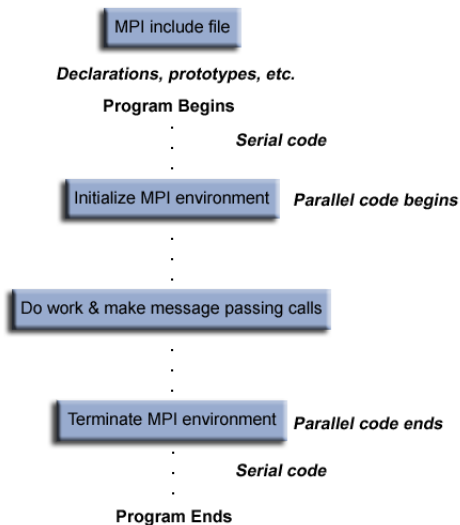 MPI include file
Declarations, prototypes, etc.
Program Begins
Serial code
Initialize MPI environment
Parallel code begins
Do work & make message passing calls
Terminate MPI environment
Parallel code ends
Serial code
Program Ends